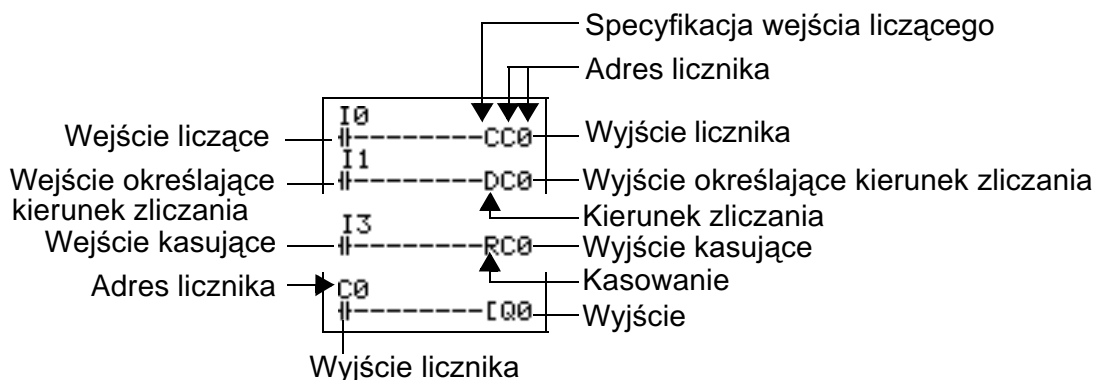 Specyfikacja wejścia liczącego
Adres licznika
I0
Wejście liczące
CC0
Wyjście licznika
I1
Wejście określające
kierunek zliczania
DC0
Wyjście określające kierunek zliczania
Kierunek zliczania
I3
Wejście kasujące
RC0
Wyjście kasujące
Kasowanie
Adres licznika
C0
[Q0
Wyjście
Wyjście licznika